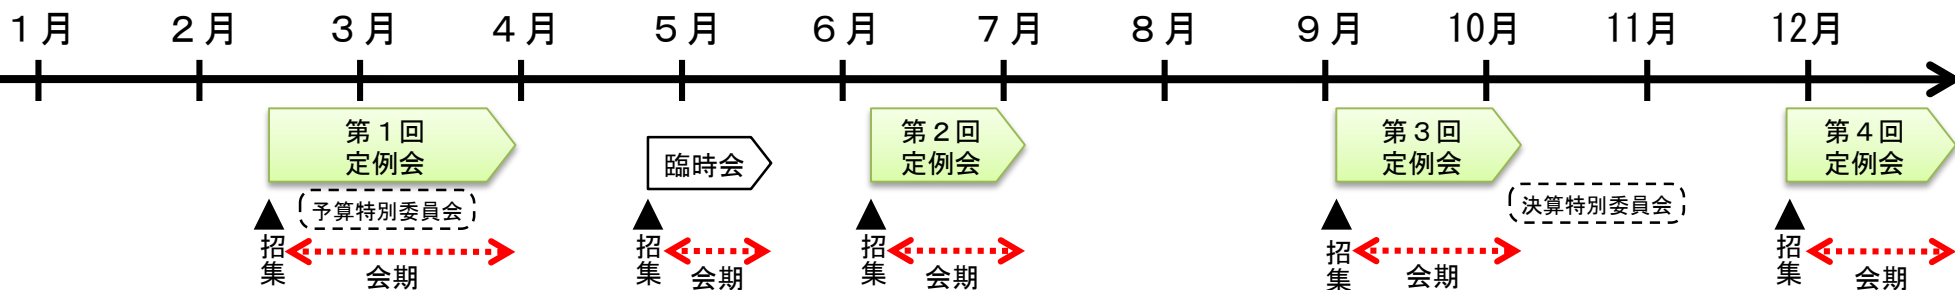 1月 2月 3月 4月 5月 6月 7月 8月 9月 10月 11月 12月
第1回
定例会
臨時会
第2回
定例会
第3回
定例会
第4回
定例会
予算特別委員会
決算特別委員会
招集
会期
招集
会期
招集
会期
招集
会期
招集
会期